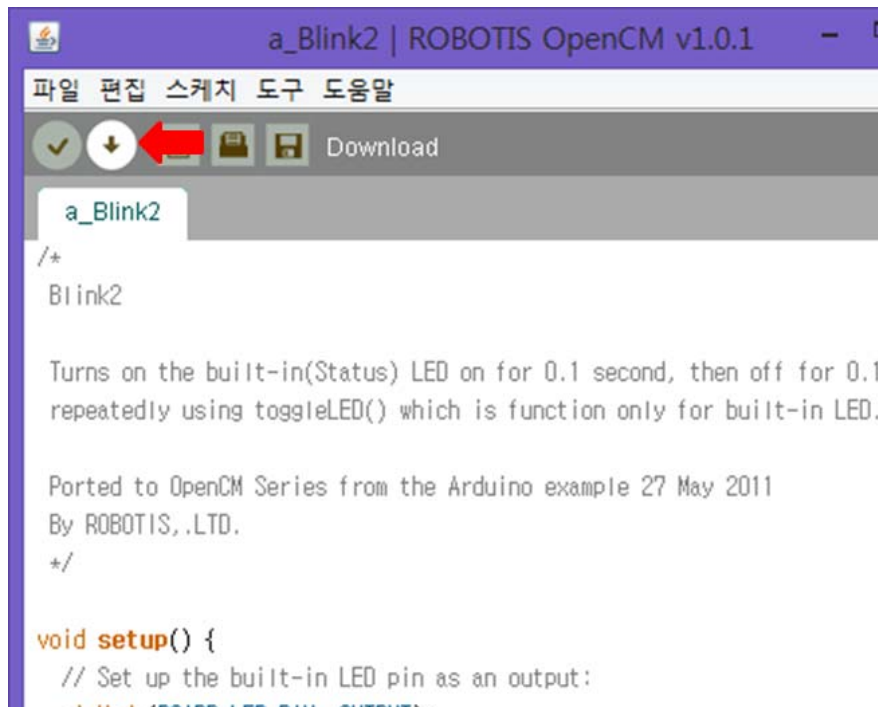 a_Blink2 | ROBOTIS OpenCM v1.0.1
파일 편집 스케치 도구 도움말
Download
a_Blink2
/*
Blink2
Turns on the built-in(Status) LED on for 0.1 second, then off for 0.1
repeatedly using toggleLED() which is function only for built-in LED.
Ported to OpenCM Series from the Arduino example 27 May 2011
By ROBOTIS,.LTD.
*/
void setup() {
// Set up the built-in LED pin as an output: